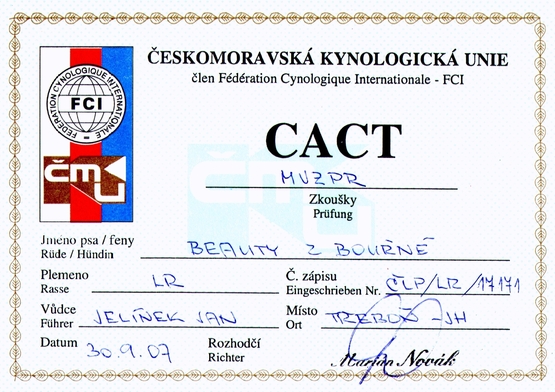 ČESKOMORAVSKÁ KYNOLOGICKÁ UNIE
člen Fédération Cynologique Internationale - FCI
FÉDÉRATION CYNOLOGIQUE INTERNATIONALE
FCI
ČMKU
CACT
MVZPR
Zkoušky
Prüfung
Jméno psa / feny
Rüde / Hündin
BEAUTY Z BOURNÉ
Plemeno
Rasse
LR
Č. zápisu
Eingeschrieben Nr.
ČLP/LR/17171
Vůdce
Führer
JELÍNEK JAN
Místo
Ort
TŘEBOŇ - JH
Datum
30.9.07
Rozhodčí
Richter
Marian Novák